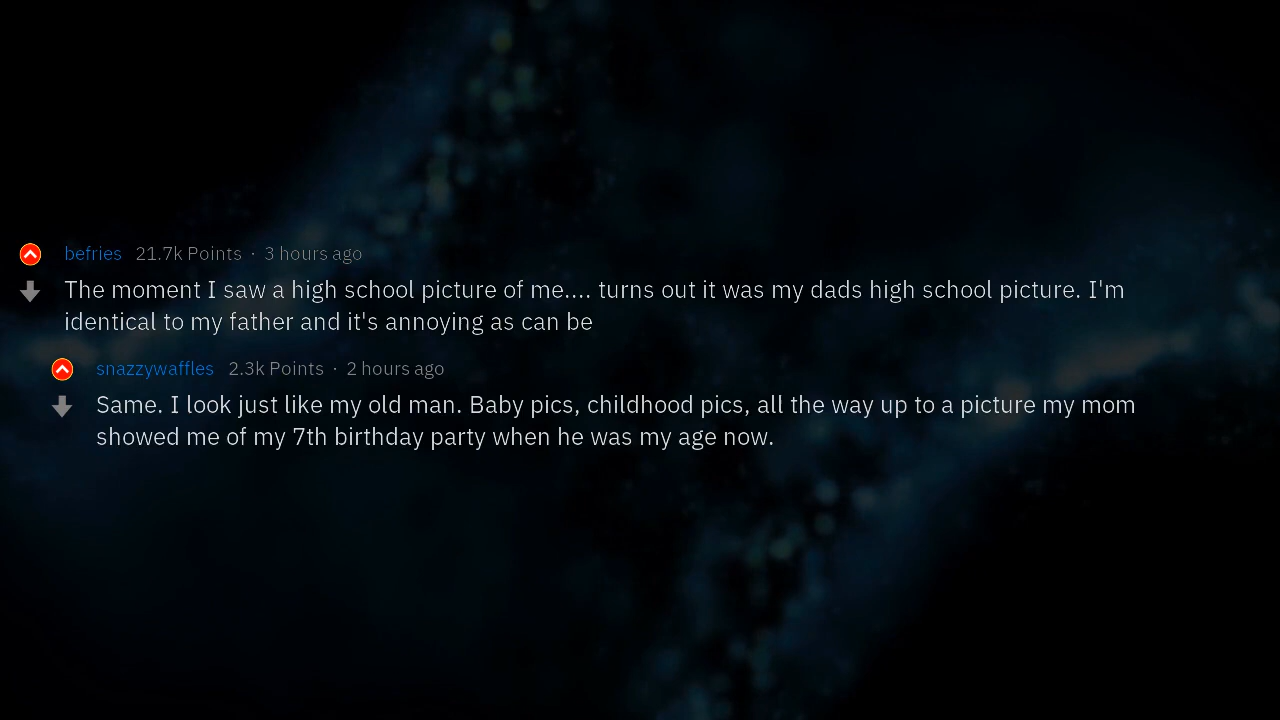 befries 21.7k Points · 3 hours ago
The moment I saw a high school picture of me.... turns out it was my dads high school picture. I'm
identical to my father and it's annoying as can be
snazzywaffles 2.3k Points · 2 hours ago
Same. I look just like my old man. Baby pics, childhood pics, all the way up to a picture my mom
showed me of my 7th birthday party when he was my age now.